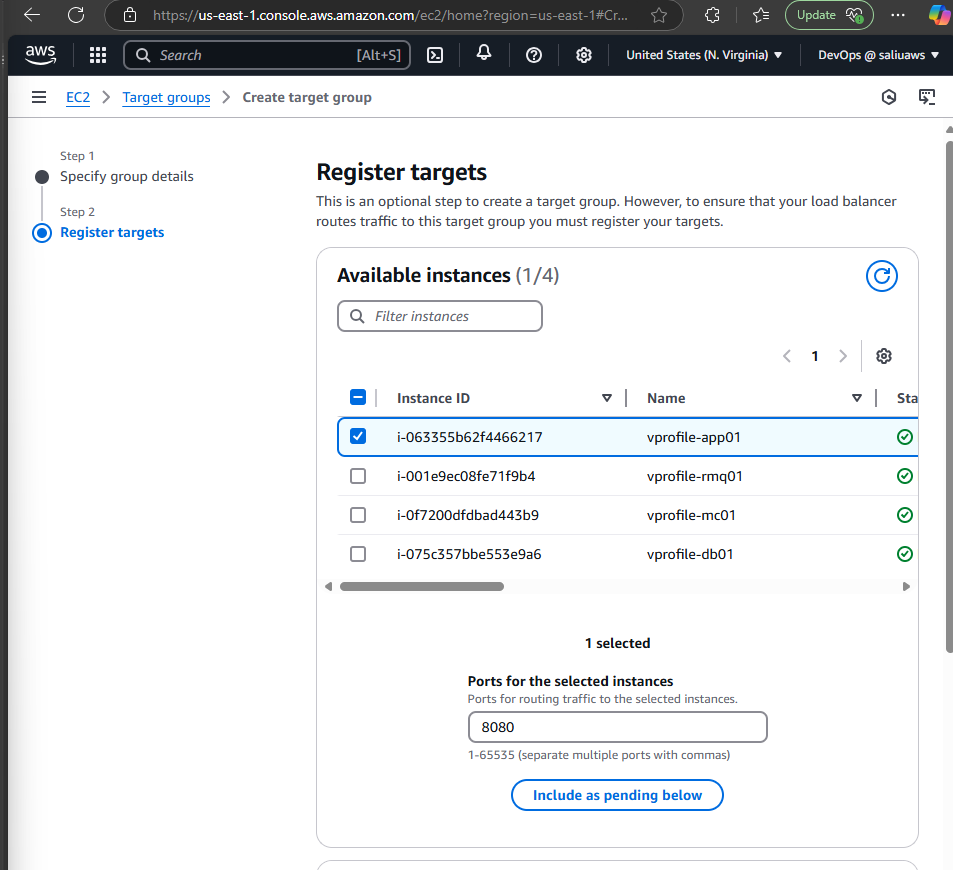 https://us-east-1.console.aws.amazon.com/ec2/home?region=us-east-1#Cr...
Update
aws
Search
[Alt+S]
United States (N. Virginia)
DevOps @ saliuaws
EC2
Target groups
Create target group
Step 1
Specify group details
Step 2
Register targets
Register targets
This is an optional step to create a target group. However, to ensure that your load balancer
routes traffic to this target group you must register your targets.
Available instances (1/4)
Filter instances
1
Instance ID
Name
Sta
i-063355b62f4466217
vprofile-app01
i-001e9ec08fe71f9b4
vprofile-rmq01
i-0f7200dfdbad443b9
vprofile-mc01
i-075c357bbe553e9a6
vprofile-db01
1 selected
Ports for the selected instances
Ports for routing traffic to the selected instances.
8080
1-65535 (separate multiple ports with commas)
Include as pending below